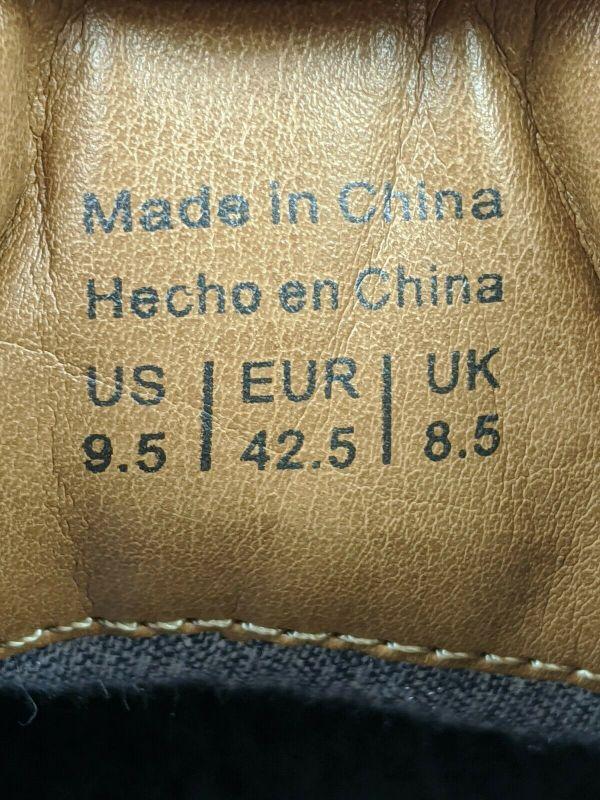 Made in China
Hecho en China
US | EUR | UK
9.5 | 42.5 | 8.5